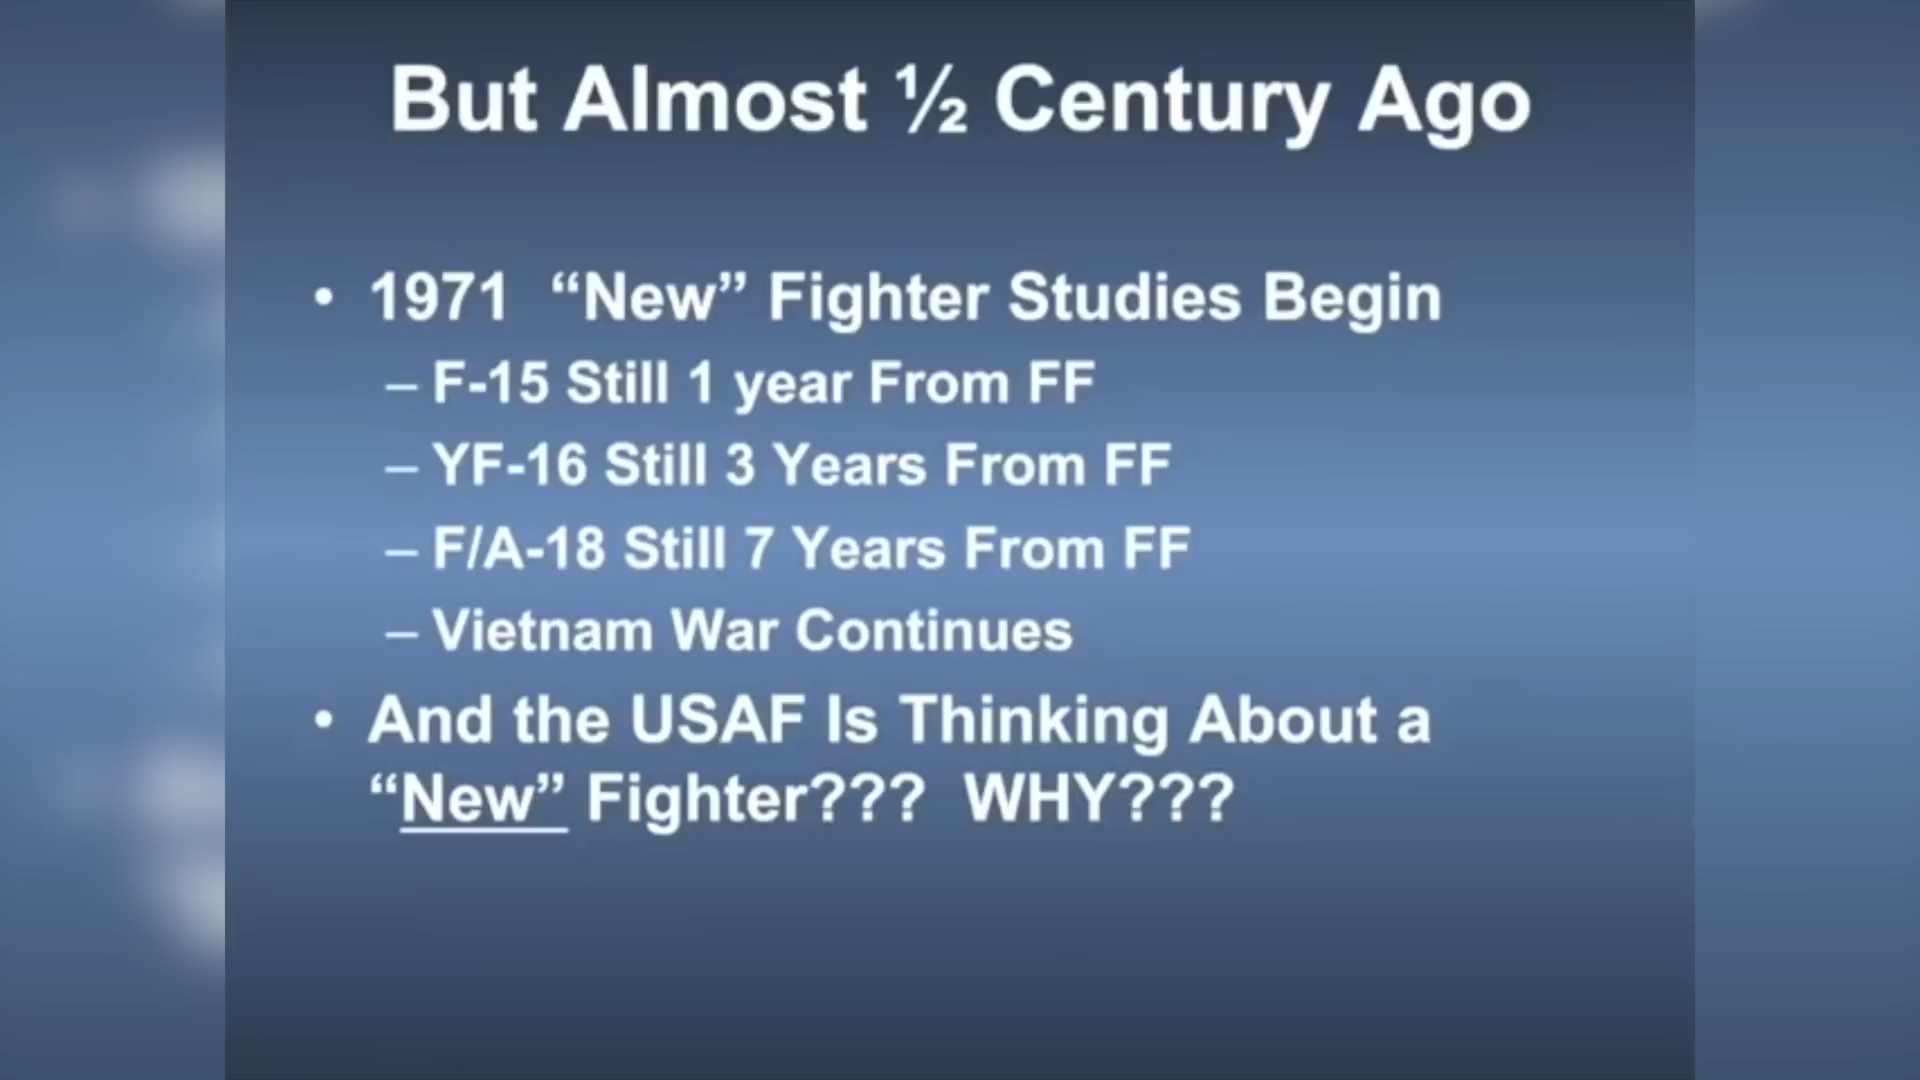 But Almost ½ Century Ago
• 1971 “New” Fighter Studies Begin
– F-15 Still 1 year From FF
– YF-16 Still 3 Years From FF
– F/A-18 Still 7 Years From FF
– Vietnam War Continues
• And the USAF Is Thinking About a
“New” Fighter??? WHY???